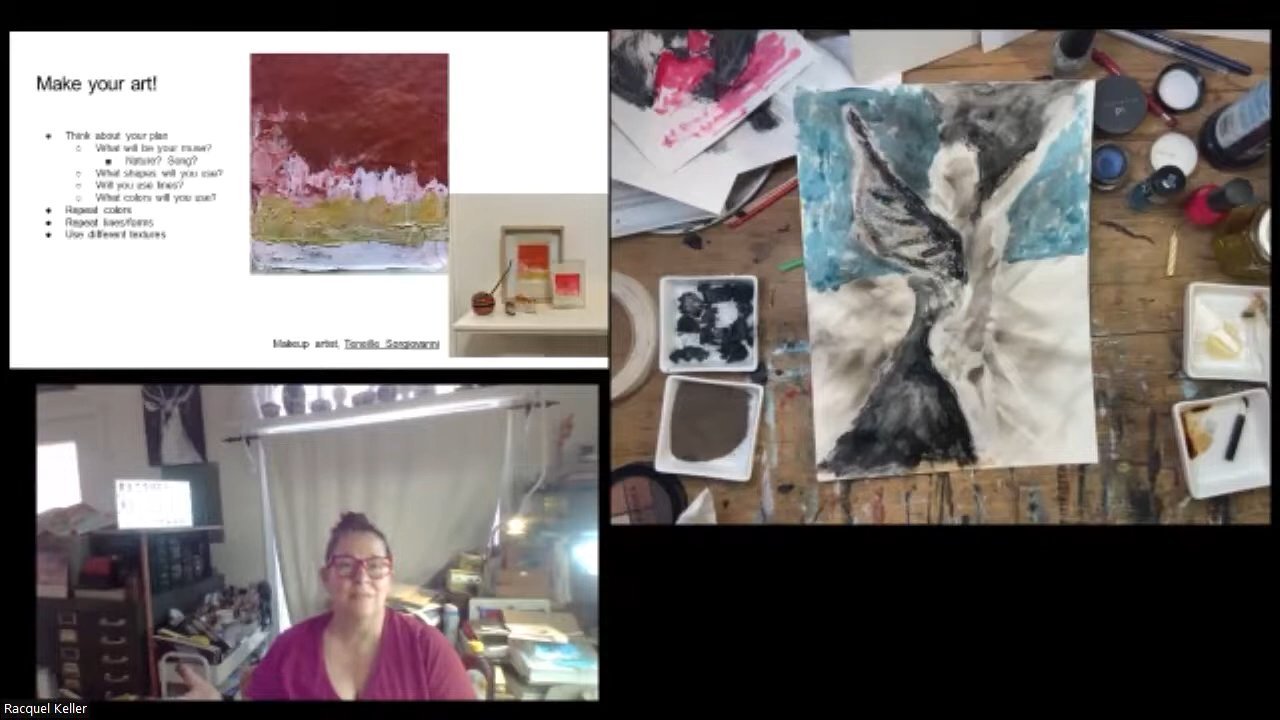 Make your art!
Think about your plan
What will be your muse?
Nature? Song?
What shapes will you use?
Will you use lines?
What colors will you use?
Repeat colors
Repeat lines/forms
Use different textures
Makeup artist,
Racquel Keller